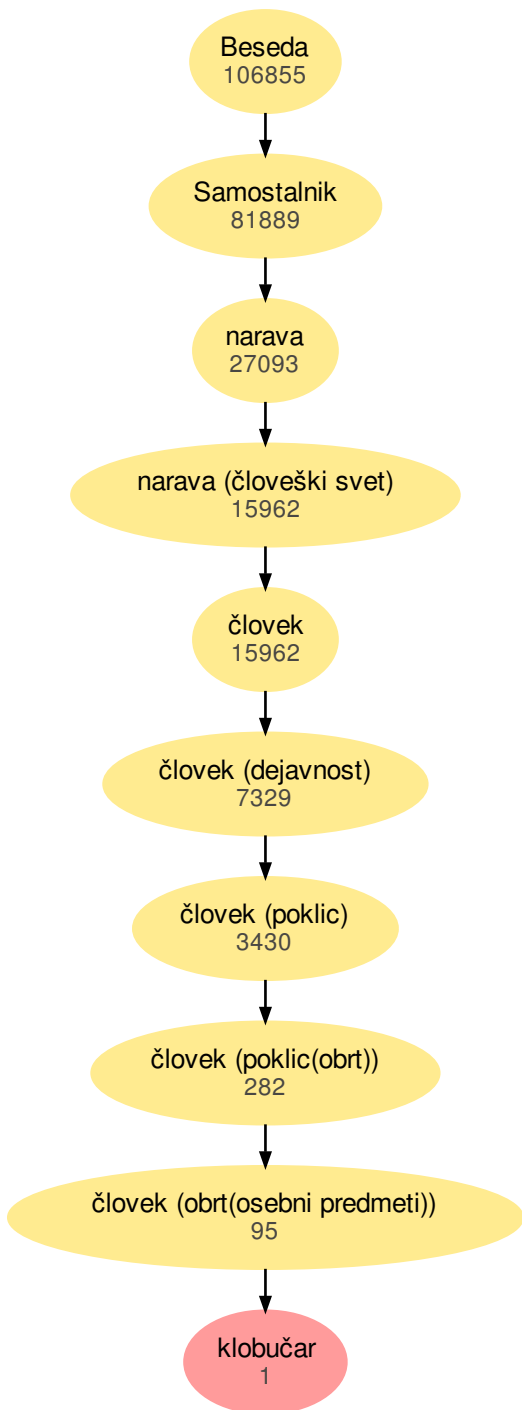 Beseda
106855
Samostalnik
81889
narava
27093
narava (človeški svet)
15962
človek
15962
človek (dejavnost)
7329
človek (poklic)
3430
človek (poklic(obrt))
282
človek (obrt(osebni predmeti))
95
klobučar
1